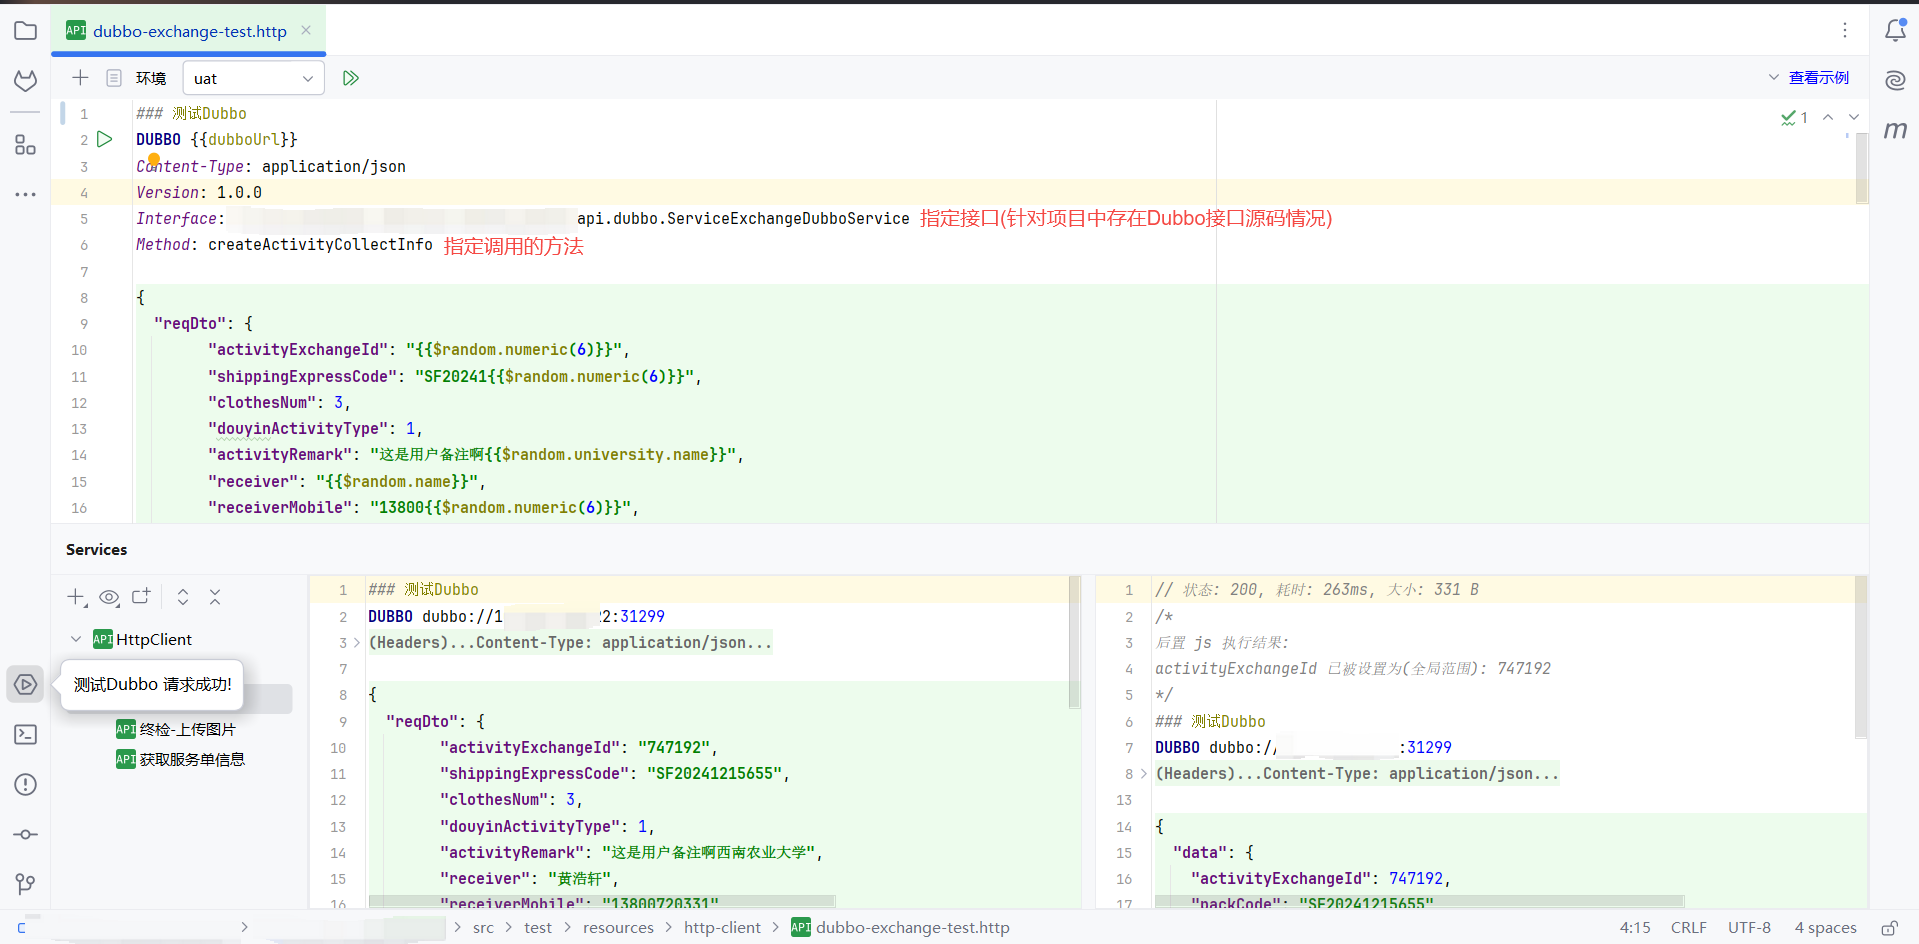 dubbo-exchange-test.http
环境
uat
查看示例
1 ### 测试Dubbo
2 DUBBO {{dubboUrl}}
3 Content-Type: application/json
4 Version: 1.0.0
5 Interface: api.dubbo.ServiceExchangeDubboService 指定接口(针对项目中存在Dubbo接口源码情况)
6 Method: createActivityCollectInfo 指定调用的方法
7
8 {
9 "reqDto": {
10 "activityExchangeId": "{{$random.numeric(6)}}",
11 "shippingExpressCode": "SF20241{{$random.numeric(6)}}",
12 "clothesNum": 3,
13 "douyinActivityType": 1,
14 "activityRemark": "这是用户备注啊{{$random.university.name}}",
15 "receiver": "{{$random.name}}",
16 "receiverMobile": "13800{{$random.numeric(6)}}",
1
Services
API HttpClient
测试Dubbo 请求成功!
API 终检-上传图片
API 获取服务单信息
1 ### 测试Dubbo
2 DUBBO dubbo://1 2:31299
3 (Headers)...Content-Type: application/json...
7
8 {
9 "reqDto": {
10 "activityExchangeId": "747192",
11 "shippingExpressCode": "SF20241215655",
12 "clothesNum": 3,
13 "douyinActivityType": 1,
14 "activityRemark": "这是用户备注啊西南农业大学",
15 "receiver": "黄浩轩",
16 "receiverMobile": "13800720331"
1 // 状态: 200, 耗时: 263ms, 大小: 331 B
2 /*
3 后置 js 执行结果:
4 activityExchangeId 已被设置为(全局范围): 747192
5 */
6 ### 测试Dubbo
7 DUBBO dubbo:/ :31299
8 (Headers)...Content-Type: application/json...
13
14 {
15 "data": {
16 "activityExchangeId": 747192,
17 "packCode": "SF20241215655"
src > test > resources > http-client > API dubbo-exchange-test.http
4:15 CRLF UTF-8 4 spaces